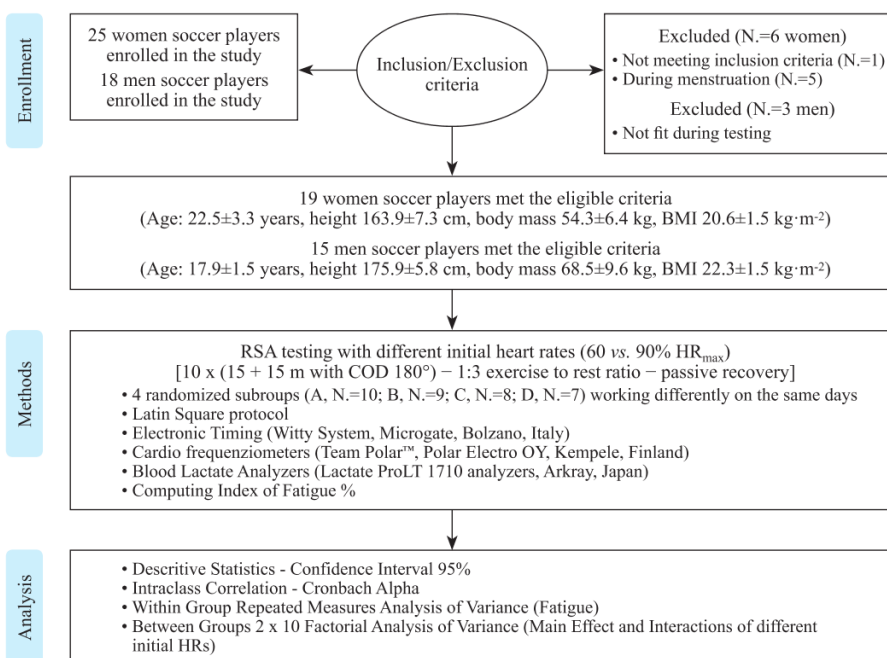 Enrollment
25 women soccer players
enrolled in the study
18 men soccer players
enrolled in the study
Inclusion/Exclusion
criteria
Excluded (N.=6 women)
• Not meeting inclusion criteria (N.=1)
• During menstruation (N.=5)
Excluded (N.=3 men)
• Not fit during testing
19 women soccer players met the eligible criteria
(Age: 22.5±3.3 years, height 163.9±7.3 cm, body mass 54.3±6.4 kg, BMI 20.6±1.5 kg·m-2)
15 men soccer players met the eligible criteria
(Age: 17.9±1.5 years, height 175.9±5.8 cm, body mass 68.5±9.6 kg, BMI 22.3±1.5 kg·m-2)
Methods
RSA testing with different initial heart rates (60 vs. 90% HRmax)
[10 x (15 + 15 m with COD 180°) − 1:3 exercise to rest ratio − passive recovery]
• 4 randomized subroups (A, N.=10; B, N.=9; C, N.=8; D, N.=7) working differently on the same days
• Latin Square protocol
• Electronic Timing (Witty System, Microgate, Bolzano, Italy)
• Cardio frequenziometers (Team Polar™, Polar Electro OY, Kempele, Finland)
• Blood Lactate Analyzers (Lactate ProLT 1710 analyzers, Arkray, Japan)
• Computing Index of Fatigue %
Analysis
• Descritive Statistics - Confidence Interval 95%
• Intraclass Correlation - Cronbach Alpha
• Within Group Repeated Measures Analysis of Variance (Fatigue)
• Between Groups 2 x 10 Factorial Analysis of Variance (Main Effect and Interactions of different
initial HRs)